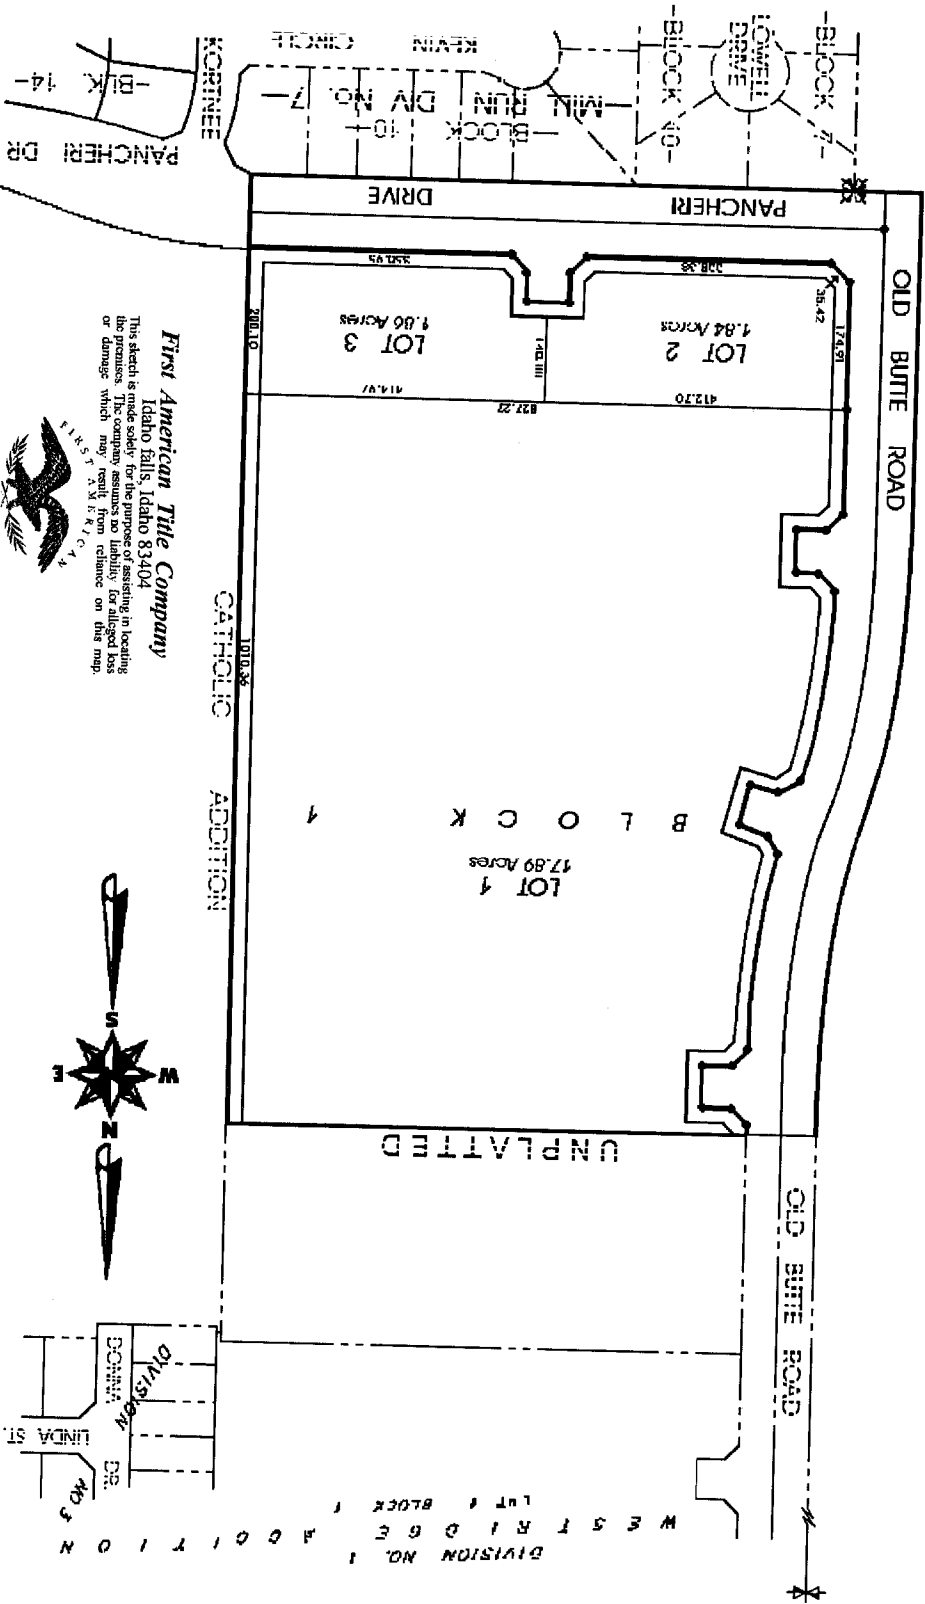 DIVISION NO. 1
WESTRIDGE ADDITION
LOT 1 BLOCK 1
NO 3
LINDA ST.
DONNA DR.
DIVISION
OLD BUTTE ROAD
UNPLATTED
N
W
E
S
LOT 1
17.89 Acres
BLOCK 1
CATHOLIC ADDITION
1010.36
827.27
412.70
414.97
LOT 2
1.84 Acres
LOT 3
1.86 Acres
200.10
174.91
35.42
OLD BUTTE ROAD
PANCHERI DRIVE
PANCHERI DR
-BLOCK 10-
MILL RUN DIV No. 7
-BLOCK 10-
-BLOCK 7-
LOWELL DRIVE
KEVIN CIRCLE
KORTNEE
-BLK. 14-
First American Title Company
Idaho falls, Idaho 83404
This sketch is made solely for the purpose of assisting in locating
the premises. The company assumes no liability for alleged loss
or damage which may result from reliance on this map.
FIRST AMERICAN